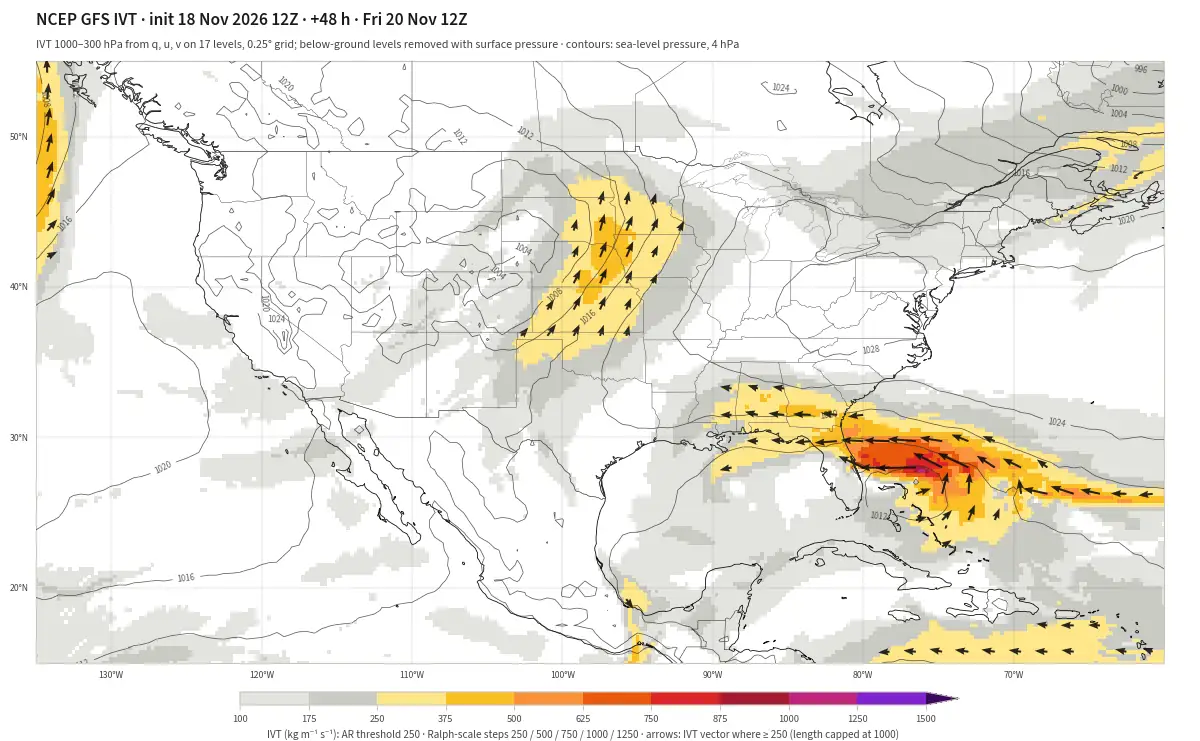 NCEP GFS IVT · init 18 Nov 2026 12Z · +48 h · Fri 20 Nov 12Z
IVT 1000–300 hPa from q, u, v on 17 levels, 0.25° grid; below-ground levels removed with surface pressure · contours: sea-level pressure, 4 hPa
996
1020
1024
1000
1004
1012
1012
50°N
1008
1012
1016
1016
1020
1004
1004
40°N
1008
1020
1024
1016
1028
1024
30°N
1020
1012
1016
20°N
130°W
120°W
110°W
100°W
90°W
80°W
70°W
100
175
250
375
500
625
750
875
1000
1250
1500
IVT (kg m⁻¹ s⁻¹): AR threshold 250 · Ralph-scale steps 250 / 500 / 750 / 1000 / 1250 · arrows: IVT vector where ≥ 250 (length capped at 1000)